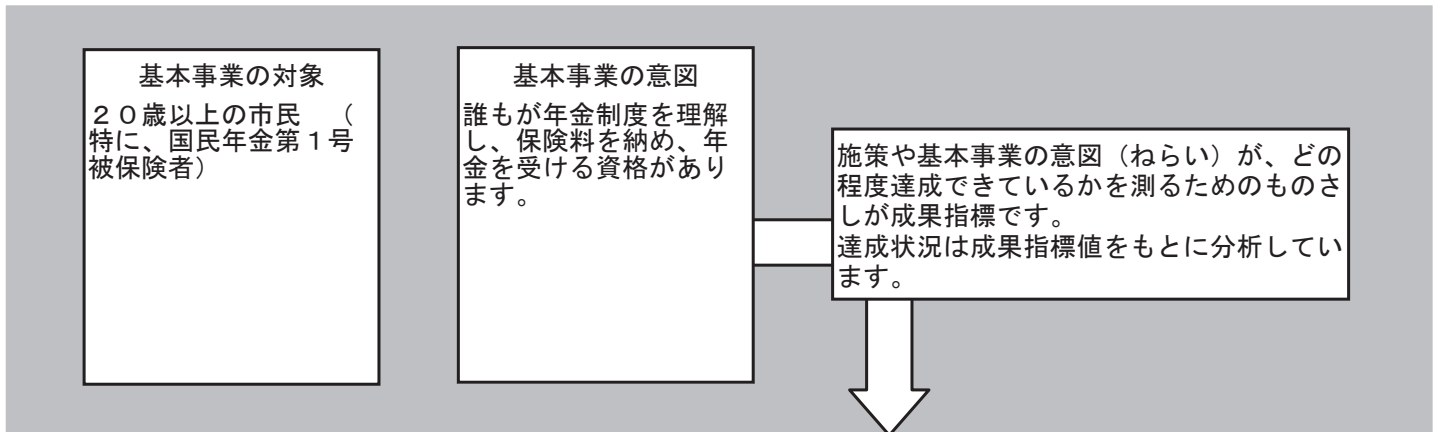 基本事業の対象
２０歳以上の市民　（
特に、国民年金第１号
被保険者）
基本事業の意図
誰もが年金制度を理解
し、保険料を納め、年
金を受ける資格があり
ます。
施策や基本事業の意図（ねらい）が、どの
程度達成できているかを測るためのものさ
しが成果指標です。
達成状況は成果指標値をもとに分析してい
ます。